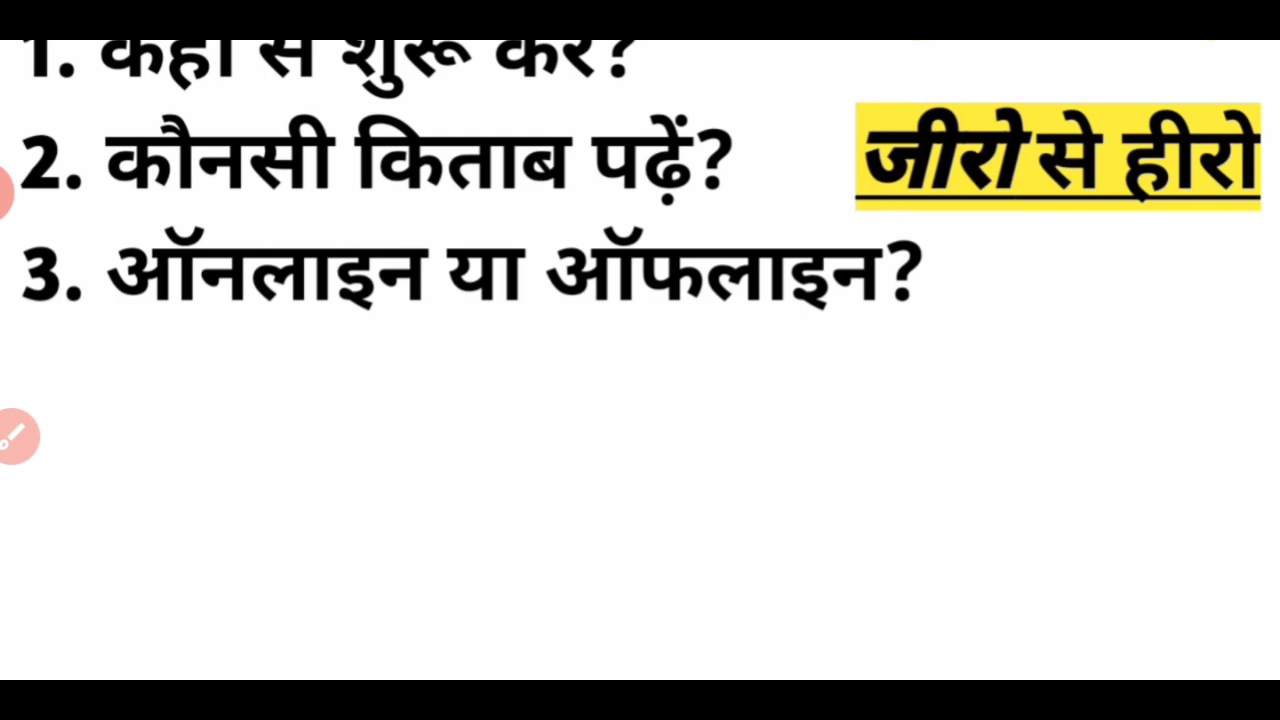 1. कहाँ से शुरू करें?
2. कौनसी किताब पढ़ें?
जीरो से हीरो
3. ऑनलाइन या ऑफलाइन?